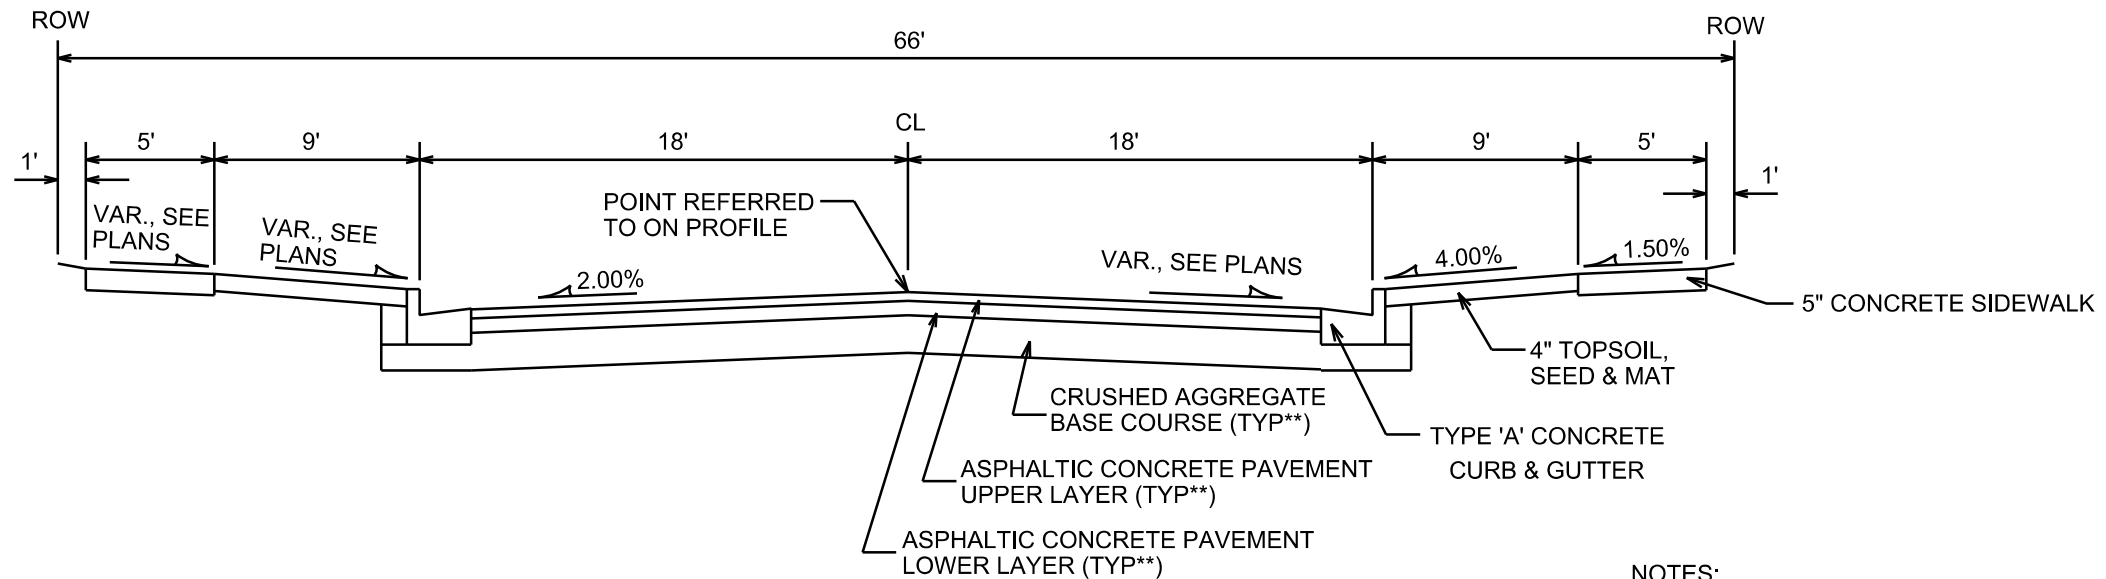 ROW
ROW
66'
CL
1'
5'
9'
18'
18'
9'
5'
1'
VAR., SEE
PLANS
VAR., SEE
PLANS
POINT REFERRED
TO ON PROFILE
2.00%
VAR., SEE PLANS
4.00%
1.50%
5" CONCRETE SIDEWALK
4" TOPSOIL,
SEED & MAT
CRUSHED AGGREGATE
BASE COURSE (TYP**)
TYPE 'A' CONCRETE
CURB & GUTTER
ASPHALTIC CONCRETE PAVEMENT
UPPER LAYER (TYP**)
ASPHALTIC CONCRETE PAVEMENT
LOWER LAYER (TYP**)
NOTES: